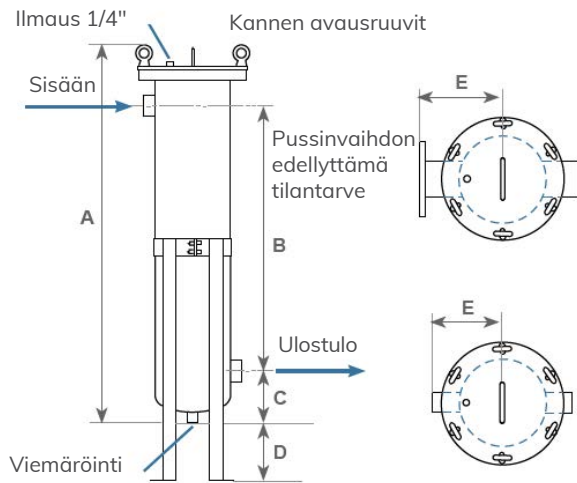 Ilmaus 1/4"
Kannen avausruuvit
Sisään
E
Pussinvaihdon
edellyttämä
tilantarve
A
B
E
Ulostulo
C
D
Viemäröinti